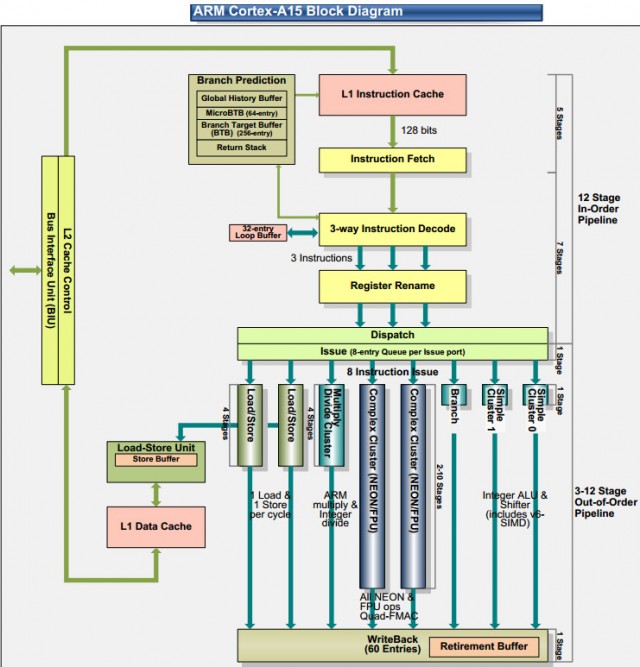 ARM Cortex-A15 Block Diagram
Branch Prediction
Global History Buffer
MicroBTB (64-entry)
Branch Target Buffer
(BTB) (256-entry)
Return Stack
L1 Instruction Cache
5 Stages
128 bits
Instruction Fetch
12 Stage
In-Order
Pipeline
L2 Cache Control
Bus Interface Unit (BIU)
32-entry
Loop Buffer
3-way Instruction Decode
7 Stages
3 Instructions
Register Rename
Dispatch
Issue (8-entry Queue per Issue port)
1 Stage
8 Instruction Issue
4 Stages
Load/Store
Load/Store
4 Stages
Multiply
Divide Cluster
Complex Cluster (NEON/FPU)
Complex Cluster (NEON/FPU)
2-10 Stages
Branch
Simple
Cluster 1
Simple
Cluster 0
1 Stage
Load-Store Unit
Store Buffer
L1 Data Cache
1 Load &
1 Store
per cycle
ARM
multiply &
Integer
divide
Integer ALU &
Shifter
(includes v6-
SIMD)
3-12 Stage
Out-of-Order
Pipeline
All NEON &
FPU ops
Quad-FMAC
WriteBack
(60 Entries)
Retirement Buffer
1 Stage